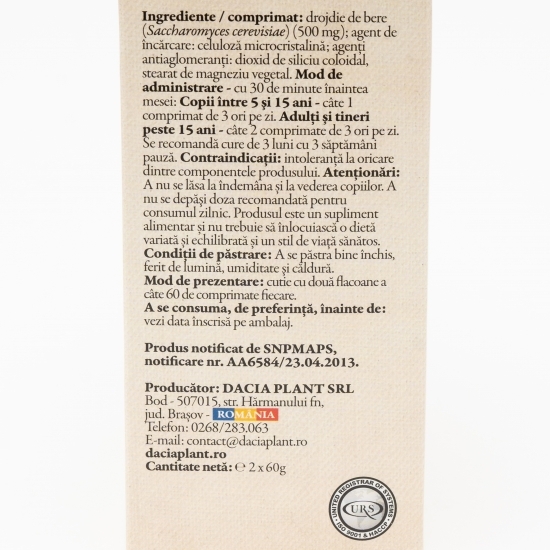 Ingrediente / comprimat: drojdie de bere
(Saccharomyces cerevisiae) (500 mg); agent de
încărcare: celuloză microcristalină; agenți
antiaglomeranți: dioxid de siliciu coloidal,
stearat de magneziu vegetal. Mod de
administrare - cu 30 de minute înaintea
mesei: Copii între 5 și 15 ani - câte 1
comprimat de 3 ori pe zi. Adulți și tineri
peste 15 ani - câte 2 comprimate de 3 ori pe zi.
Se recomandă cure de 3 luni cu 3 săptămâni
pauză. Contraindicații: intoleranță la oricare
dintre componentele produsului. Atenționări:
A nu se lăsa la îndemâna și la vederea copiilor. A
nu se depăși doza recomandată pentru
consumul zilnic. Produsul este un supliment
alimentar și nu trebuie să înlocuiască o dietă
variată și echilibrată și un stil de viață sănătos.
Condiții de păstrare: A se păstra bine închis,
ferit de lumină, umiditate și căldură.
Mod de prezentare: cutie cu două flacoane a
câte 60 de comprimate fiecare.
A se consuma, de preferință, înainte de:
vezi data înscrisă pe ambalaj.
Produs notificat de SNPMAPS,
notificare nr. AA6584/23.04.2013.
Producător: DACIA PLANT SRL
Bod - 507015, str. Hărmanului fn,
jud. Brașov - ROMÂNIA
Telefon: 0268/283.063
E-mail: contact@daciaplant.ro
daciaplant.ro
Cantitate netă: ℮ 2 x 60g
UNITED REGISTRAR OF SYSTEMS
URS
ISO 9001 & HACCP